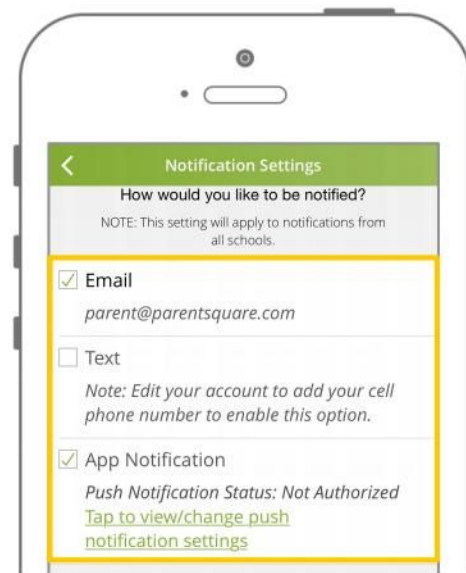 Notification Settings
How would you like to be notified?
NOTE: This setting will apply to notifications from
all schools.
Email
parent@parentsquare.com
Text
Note: Edit your account to add your cell
phone number to enable this option.
App Notification
Push Notification Status: Not Authorized
Tap to view/change push
notification settings